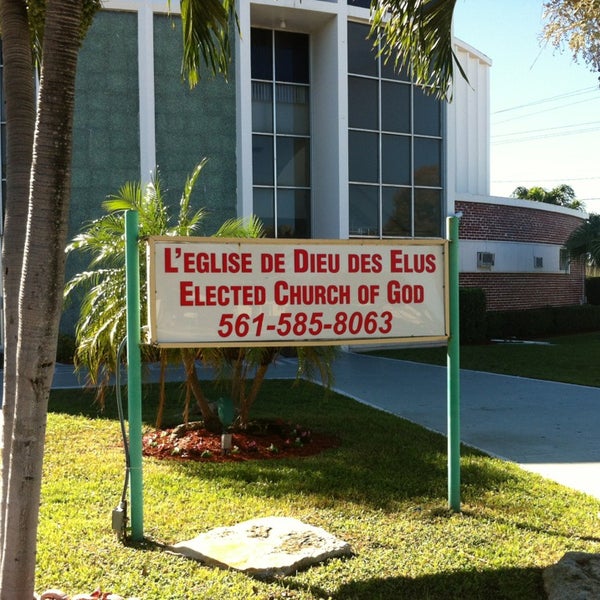 L'EGLISE DE DIEU DES ELUS
ELECTED CHURCH OF GOD
561-585-8063